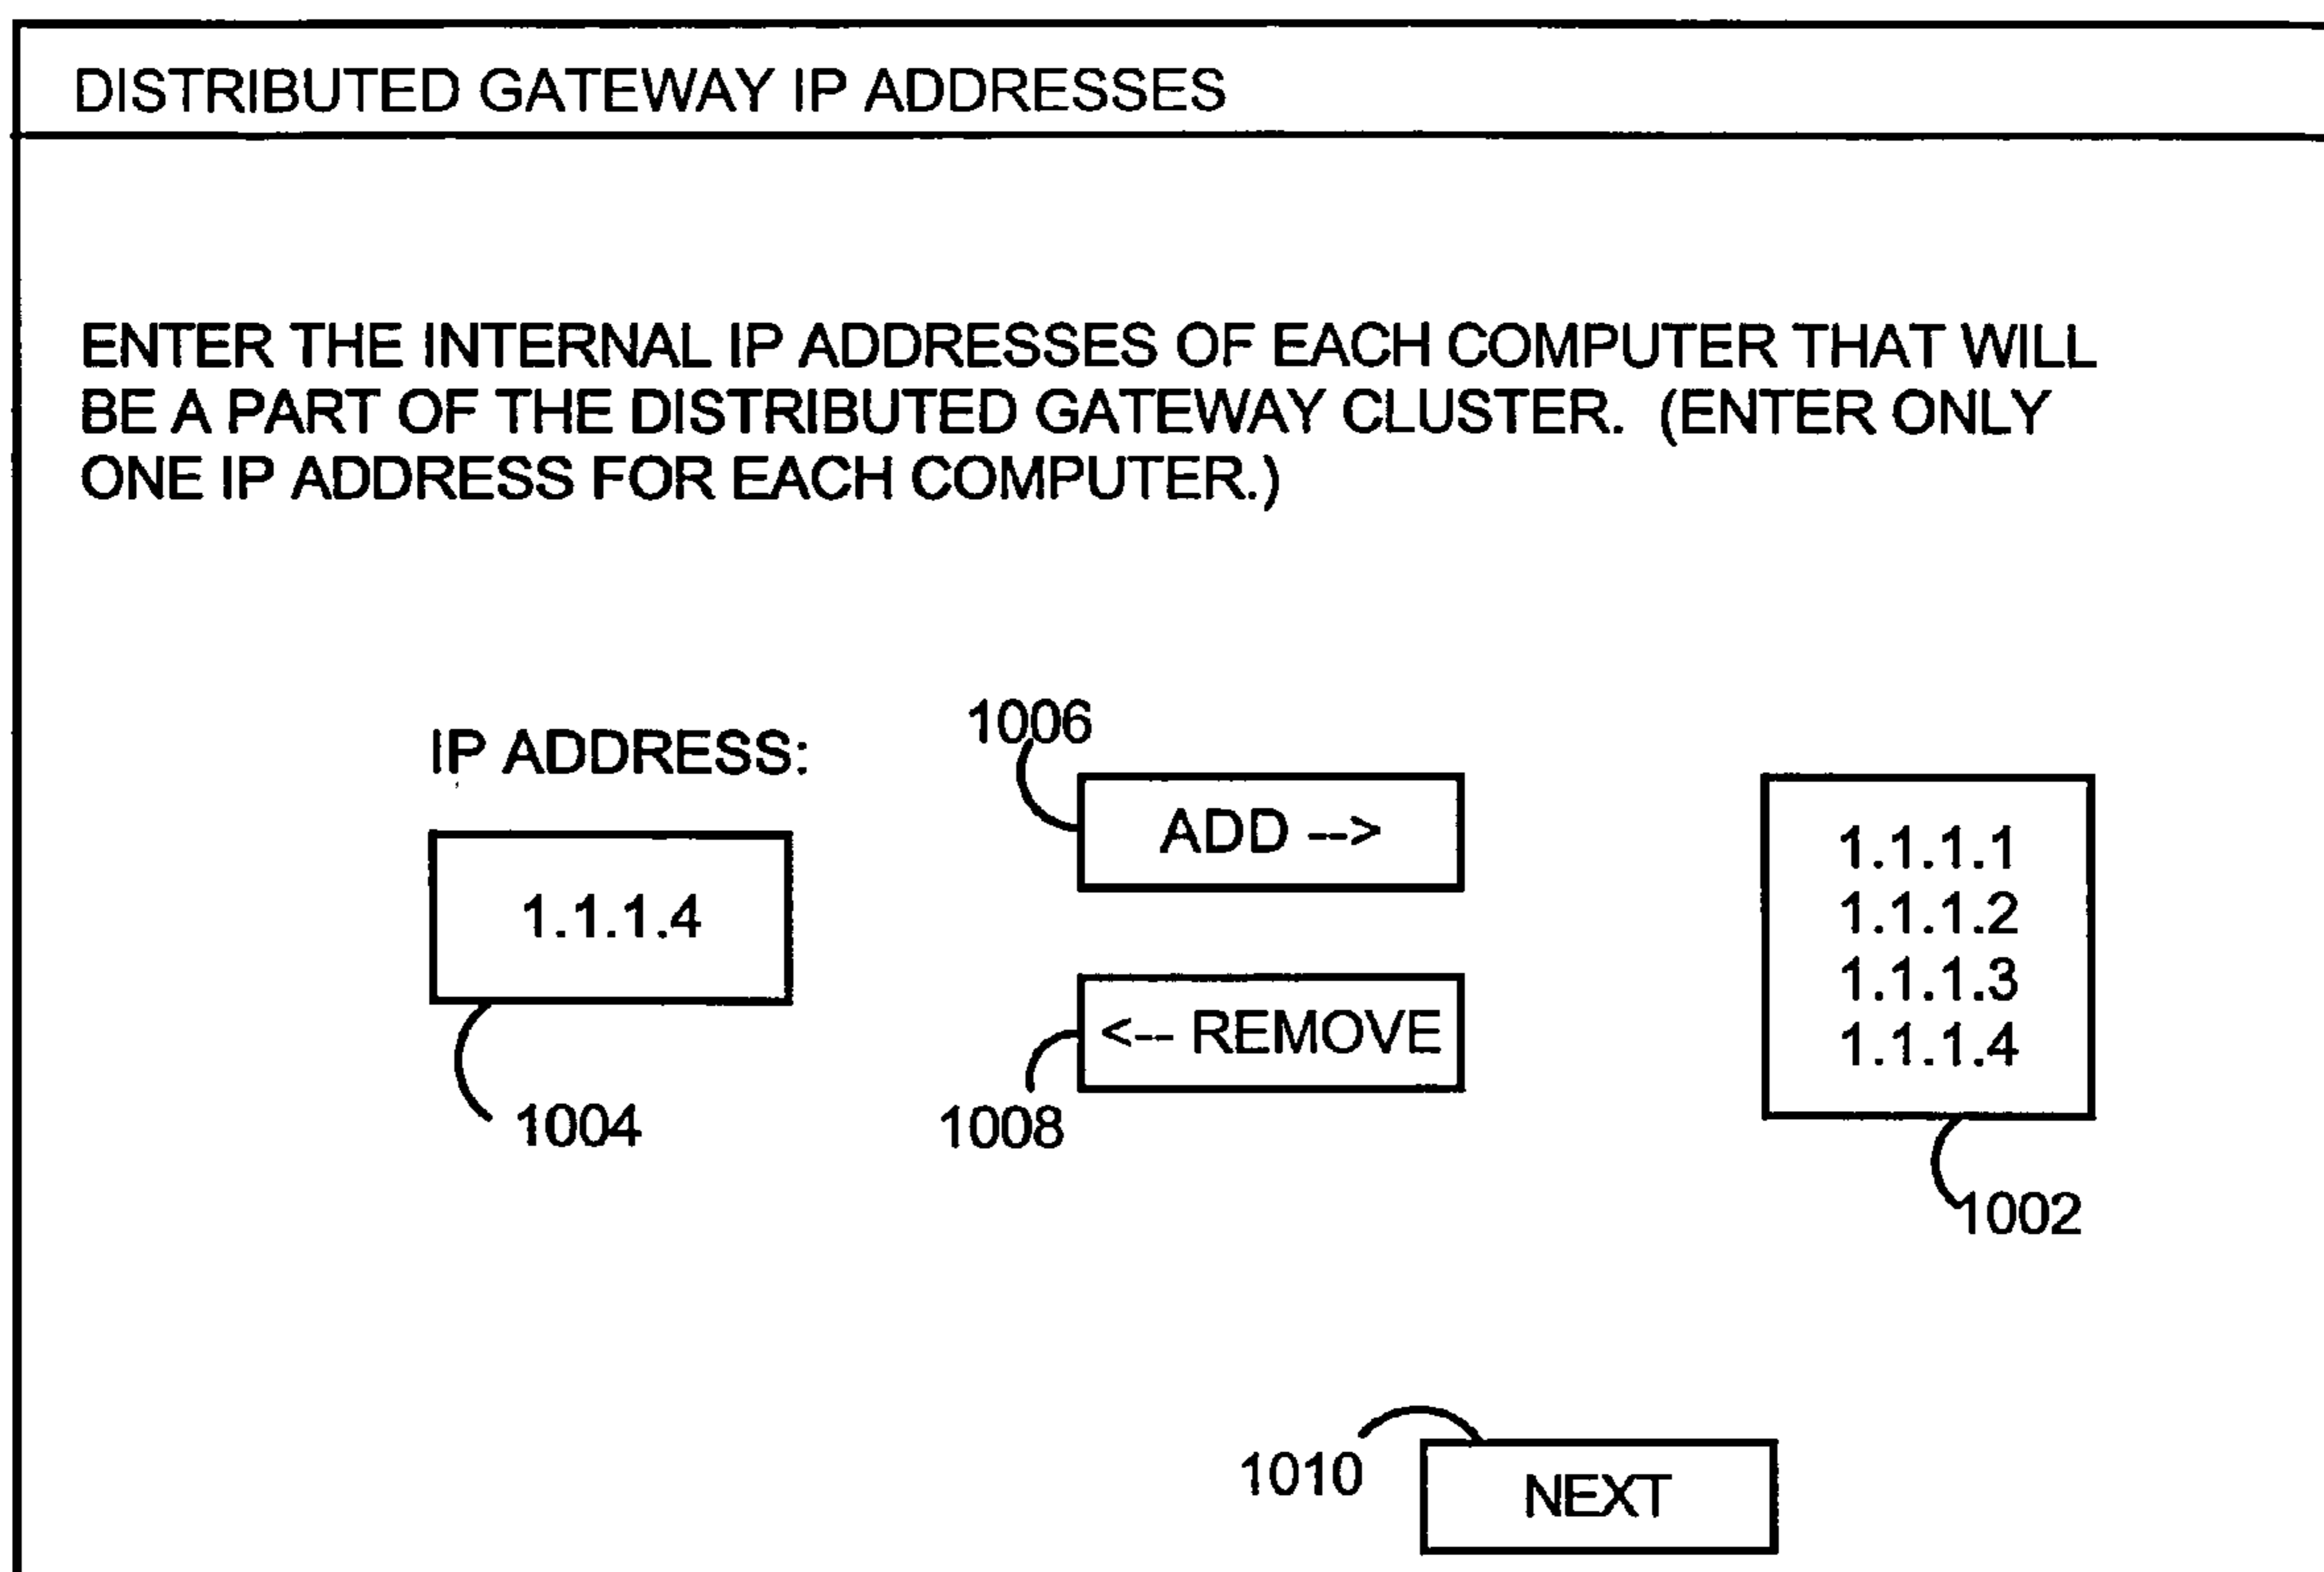 DISTRIBUTED GATEWAY IP ADDRESSES
ENTER THE INTERNAL IP ADDRESSES OF EACH COMPUTER THAT WILL
BE A PART OF THE DISTRIBUTED GATEWAY CLUSTER. (ENTER ONLY
ONE IP ADDRESS FOR EACH COMPUTER.)
IP ADDRESS:
1.1.1.4
1004
1006
ADD -->
<-- REMOVE
1008
1.1.1.1
1.1.1.2
1.1.1.3
1.1.1.4
1002
1010
NEXT